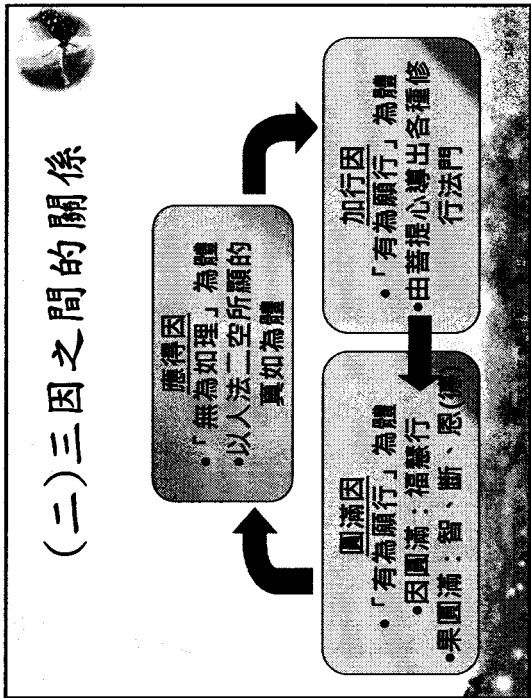 (二)三因之間的關係
應得因
•「無為如理」為體
•以人法二空所顯的
真如為體
加行因
•「有為願行」為體
•由菩提心導出各種修
行法門
圓滿因
•「有為願行」為體
•因圓滿：福慧行
•果圓滿：智、斷、恩(德)